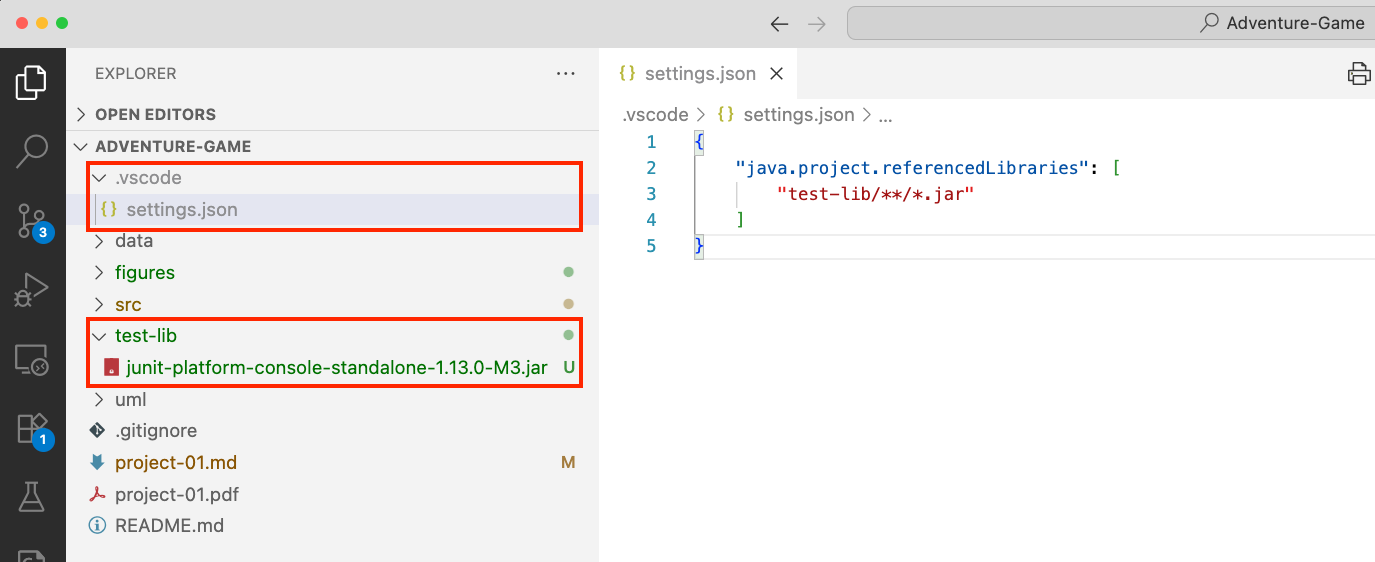 Adventure-Game
EXPLORER
settings.json
OPEN EDITORS
.vscode > {} settings.json > ...
ADVENTURE-GAME
.vscode
{} settings.json
data
figures
src
test-lib
junit-platform-console-standalone-1.13.0-M3.jar U
uml
.gitignore
project-01.md M
project-01.pdf
README.md
3
1
1 {
2 "java.project.referencedLibraries": [
3 "test-lib/**/*.jar"
4 ]
5 }